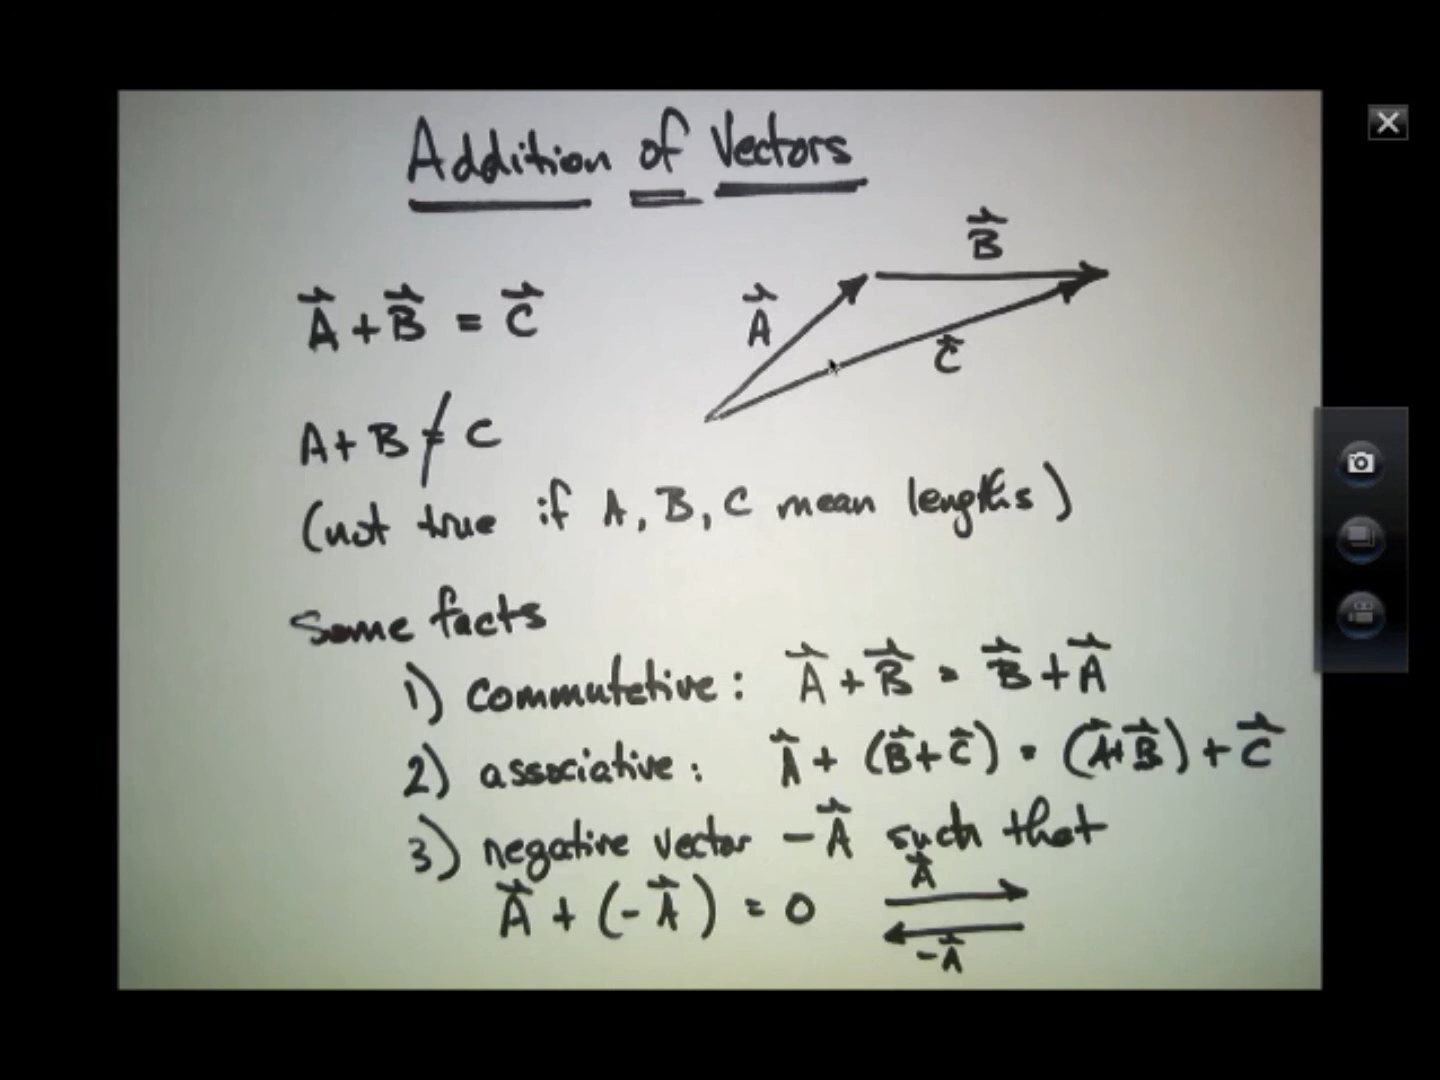 Addition of Vectors
B⃗
A⃗
A⃗ + B⃗ = C⃗
C⃗
A + B ≠ C
(not true if A, B, C mean lengths)
Some facts
1) commutetive: A⃗ + B⃗ = B⃗ + A⃗
2) associative: A⃗ + (B⃗ + C⃗) = (A⃗ + B⃗) + C⃗
3) negative vector -A⃗ such that
A⃗
A⃗ + (-A⃗) = 0
-A⃗